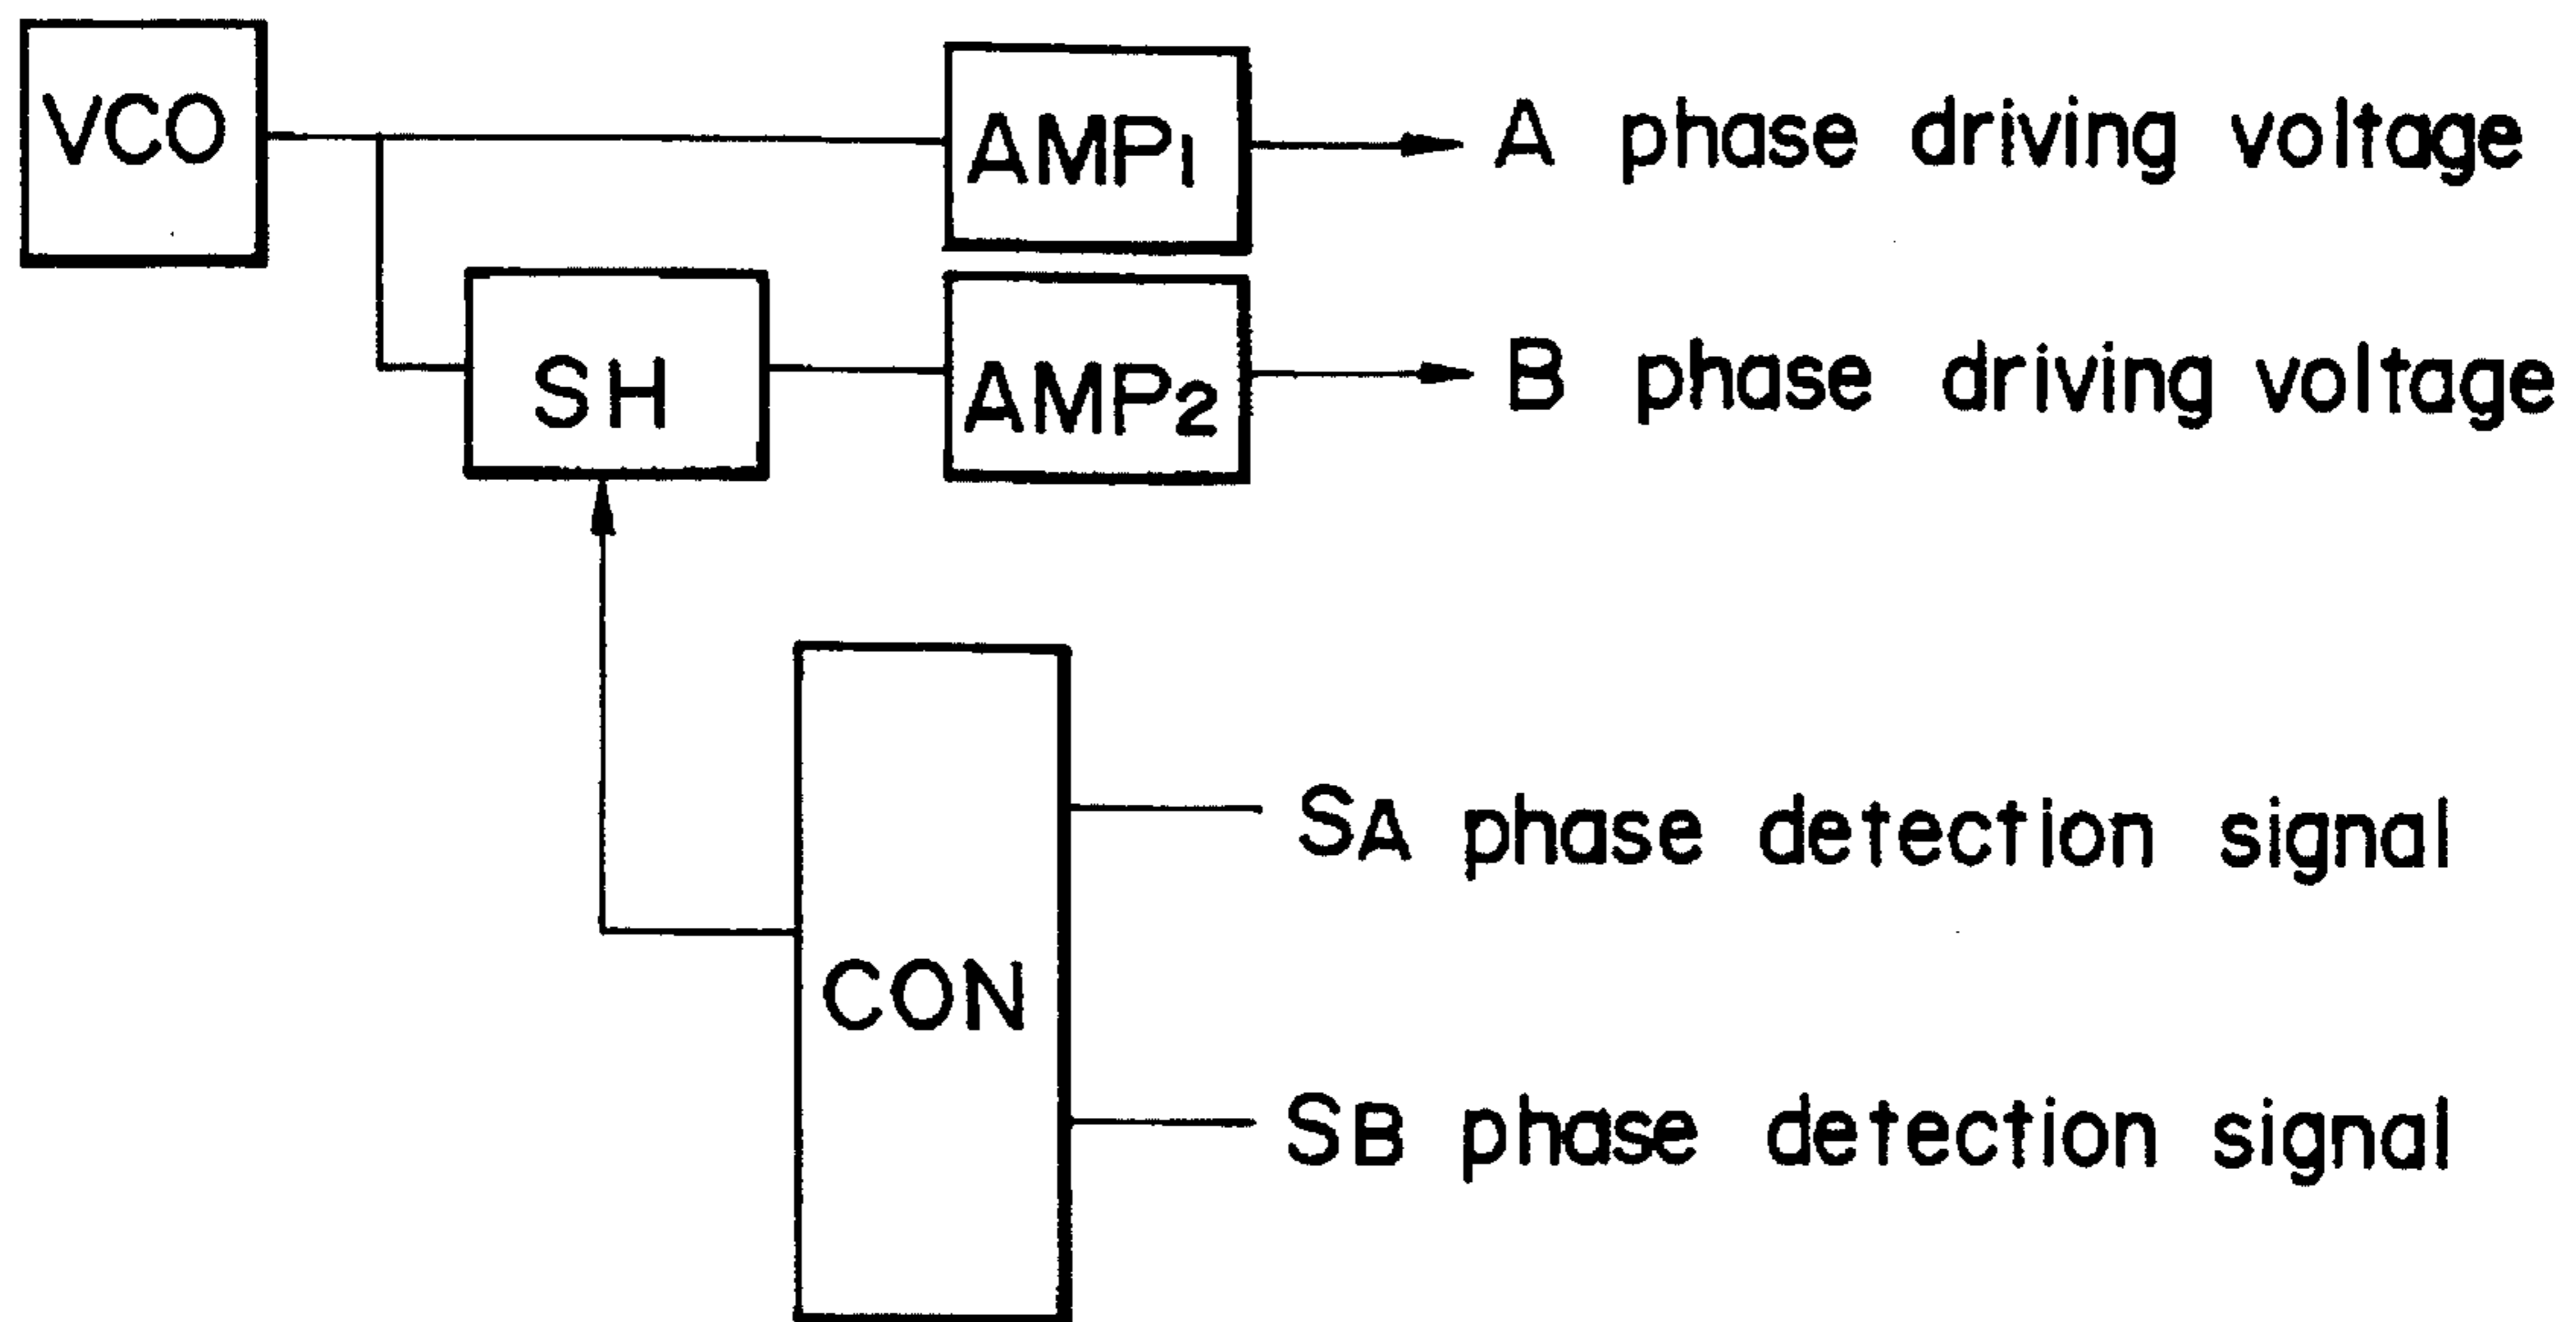 VCO
AMP1
A phase driving voltage
SH
AMP2
B phase driving voltage
SA phase detection signal
CON
SB phase detection signal